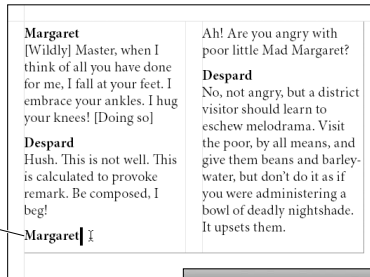 Margaret
[Wildly] Master, when I
think of all you have done
for me, I fall at your feet. I
embrace your ankles. I hug
your knees! [Doing so]
Despard
Hush. This is not well. This
is calculated to provoke
remark. Be composed, I
beg!
Margaret
Ah! Are you angry with
poor little Mad Margaret?
Despard
No, not angry, but a district
visitor should learn to
eschew melodrama. Visit
the poor, by all means, and
give them beans and barley-
water, but don’t do it as if
you were administering a
bowl of deadly nightshade.
It upsets them.